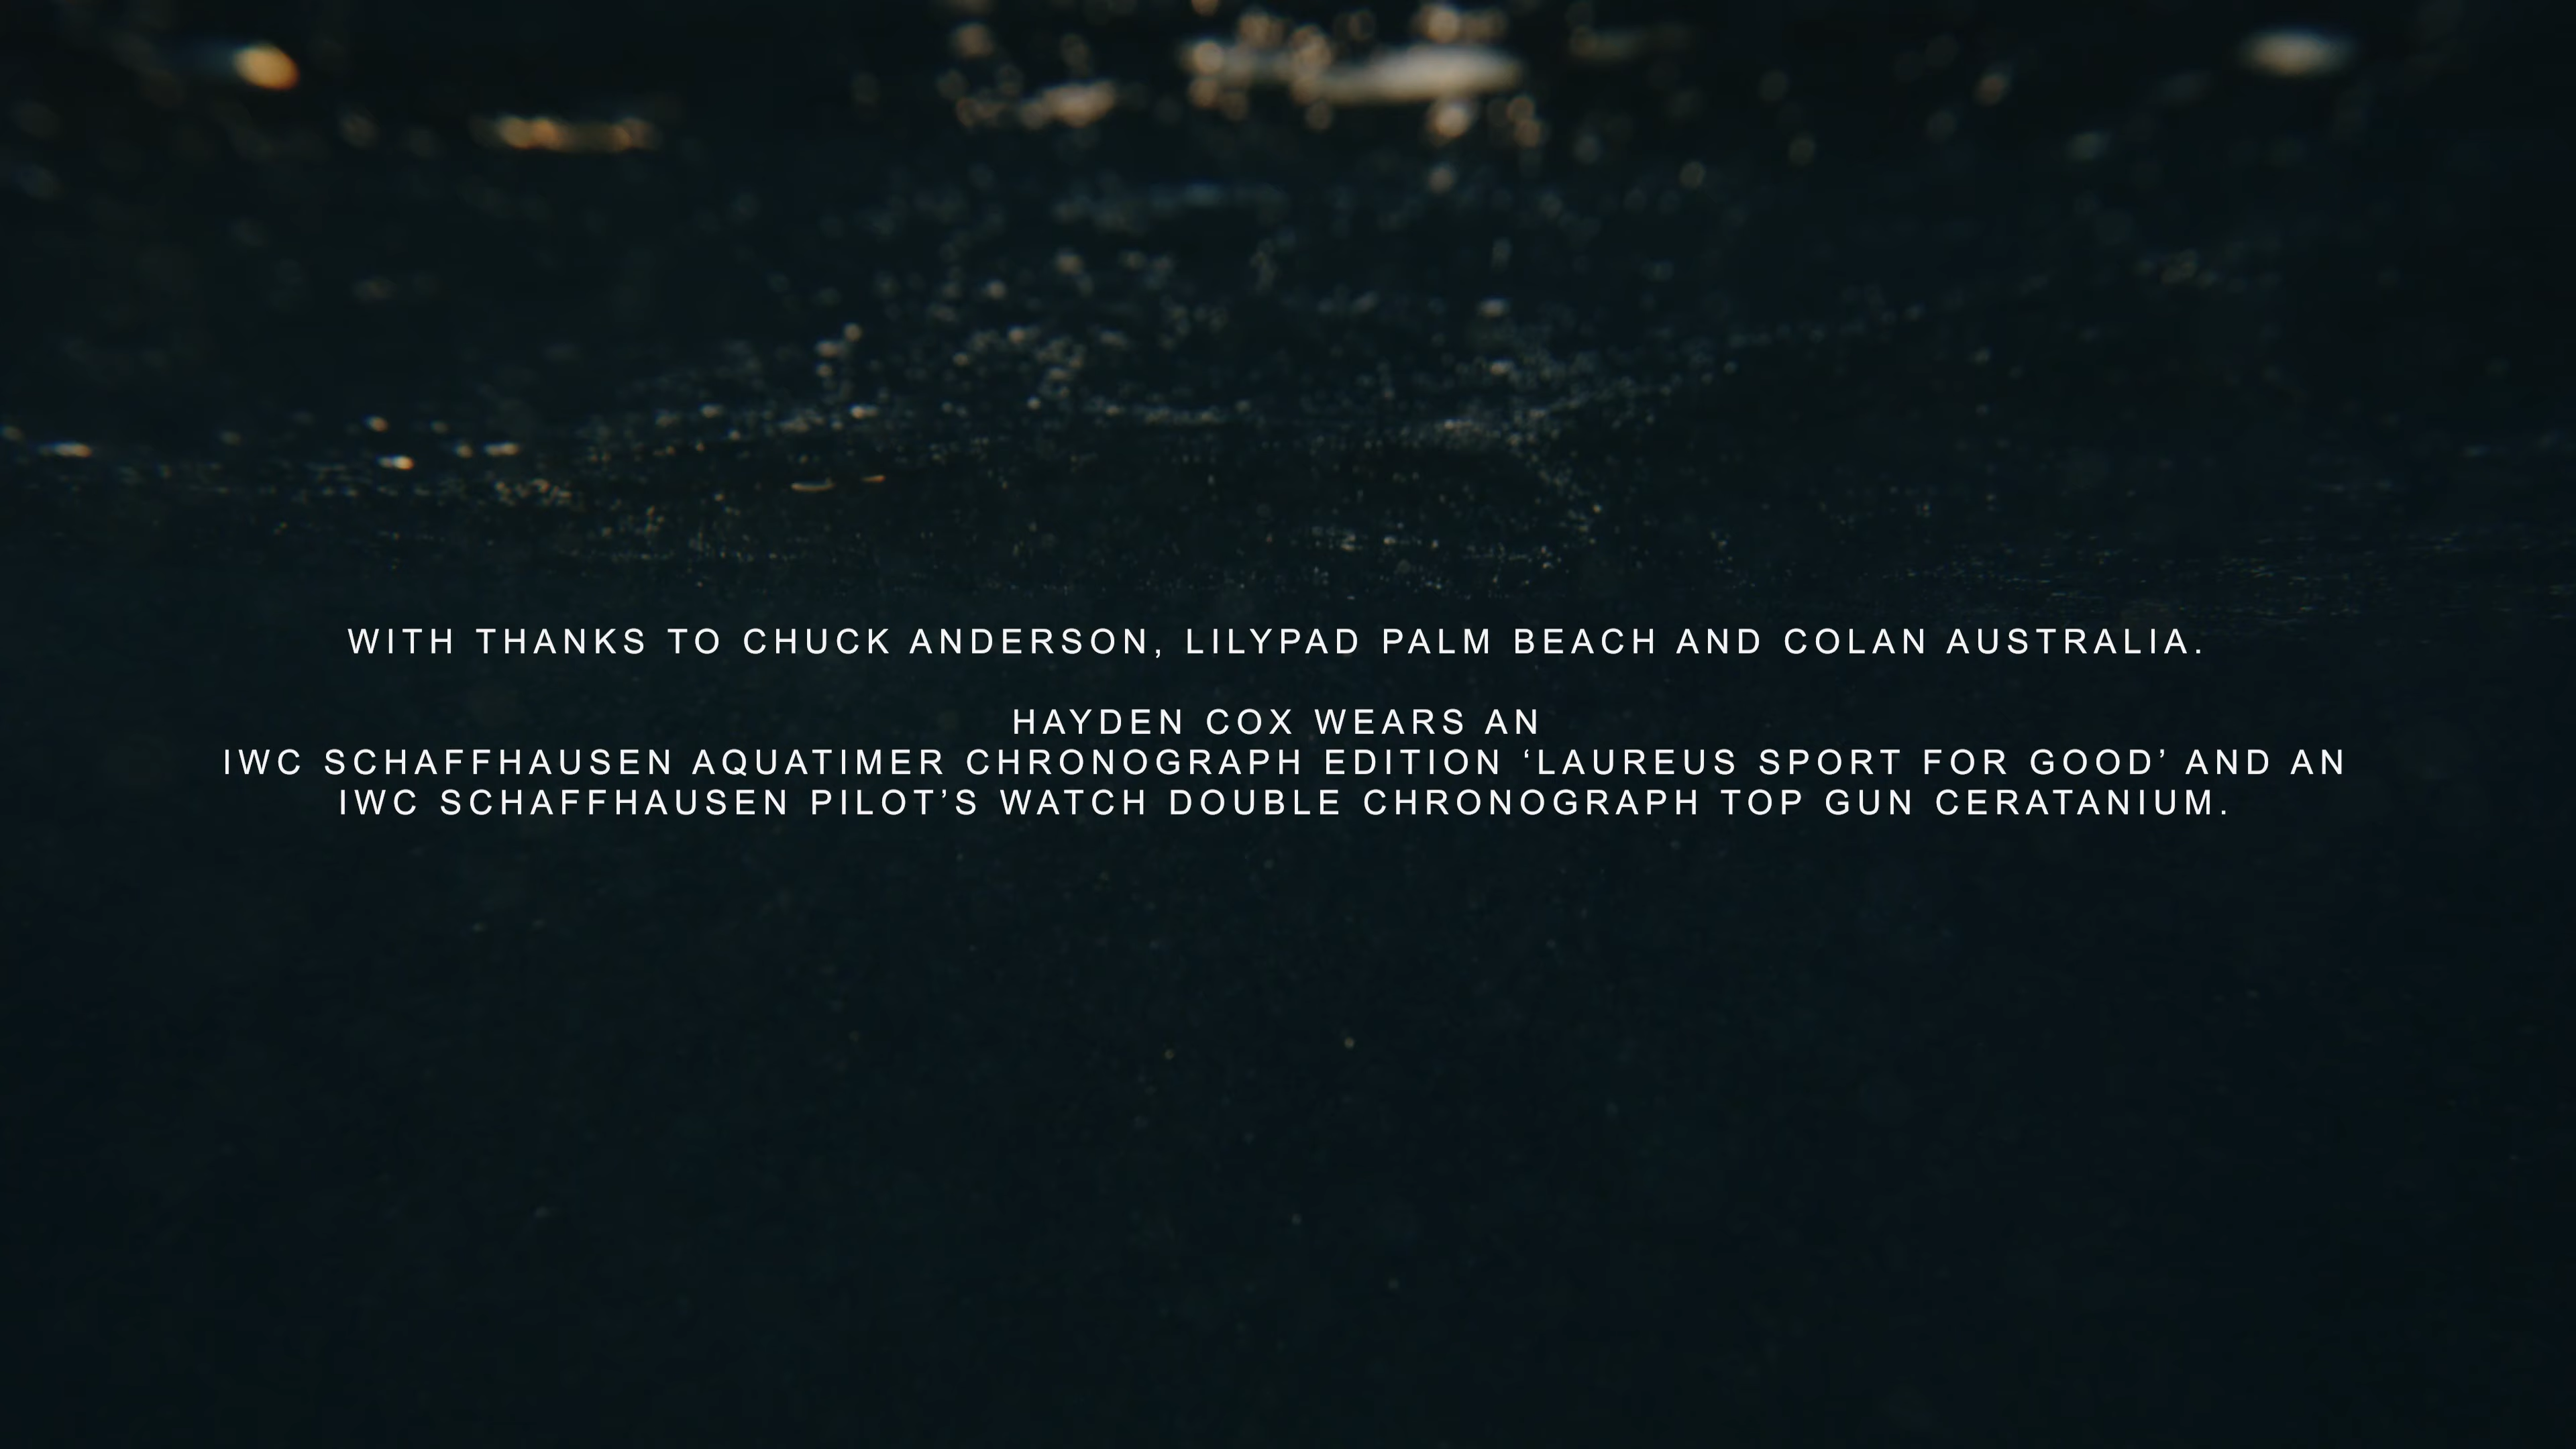 WITH THANKS TO CHUCK ANDERSON, LILYPAD PALM BEACH AND COLAN AUSTRALIA.
HAYDEN COX WEARS AN
IWC SCHAFFHAUSEN AQUATIMER CHRONOGRAPH EDITION ‘LAUREUS SPORT FOR GOOD’ AND AN
IWC SCHAFFHAUSEN PILOT’S WATCH DOUBLE CHRONOGRAPH TOP GUN CERATANIUM.